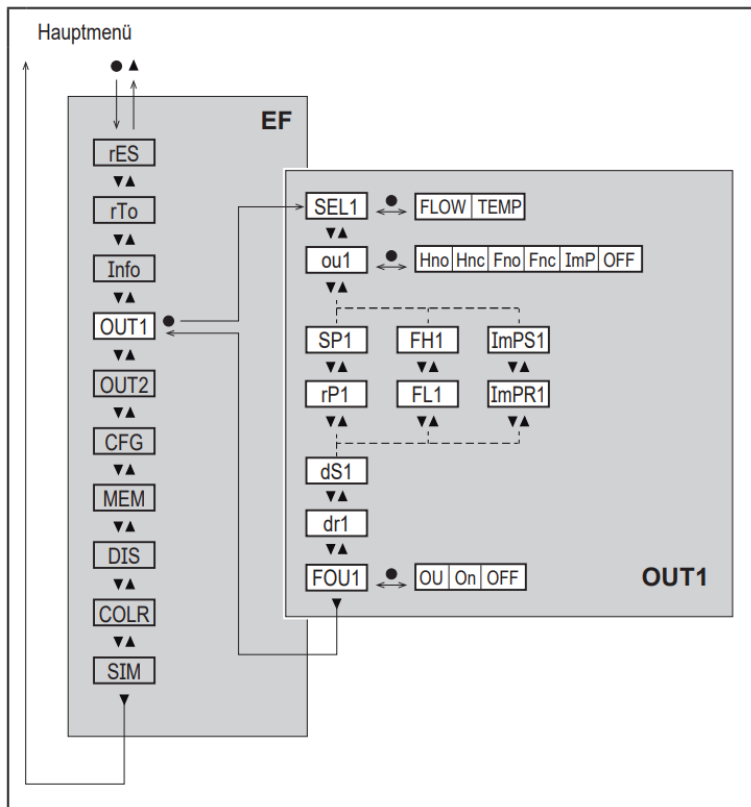 Hauptmenü
EF
rES
rTo
Info
OUT1
OUT2
CFG
MEM
DIS
COLR
SIM
SEL1 FLOW TEMP
ou1 Hno Hnc Fno Fnc ImP OFF
SP1 FH1 ImPS1
rP1 FL1 ImPR1
dS1
dr1
FOU1 OU On OFF
OUT1